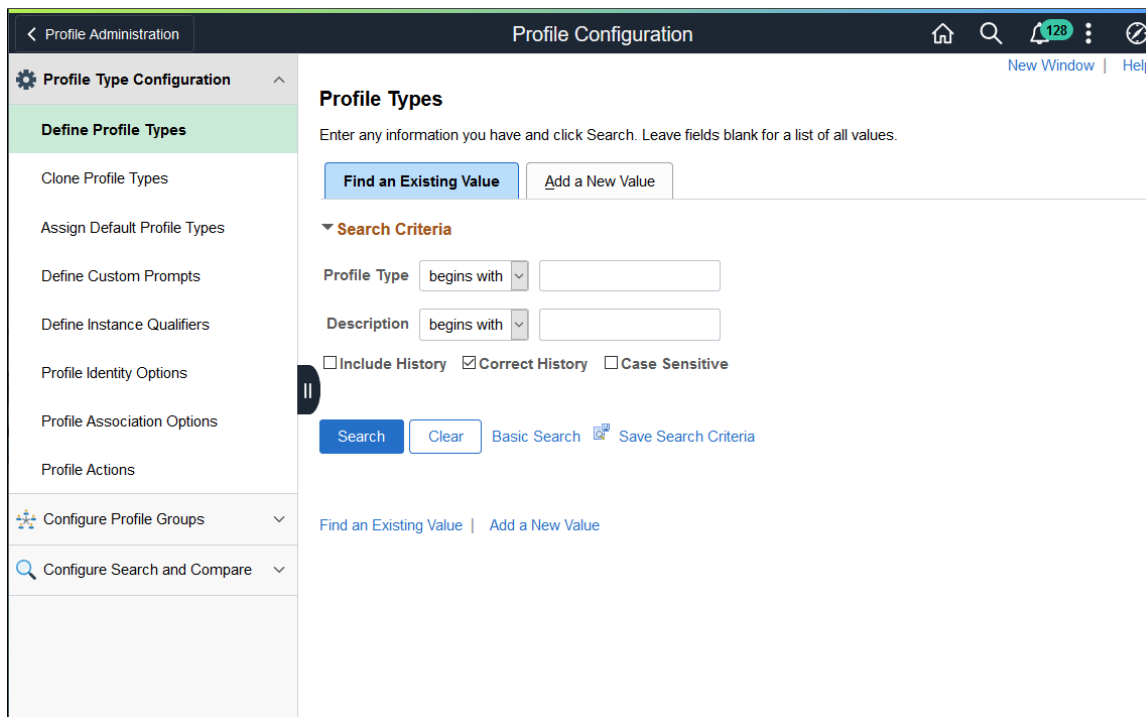 Profile Administration
Profile Configuration
128
New Window |
Help
Profile Type Configuration
Define Profile Types
Clone Profile Types
Assign Default Profile Types
Define Custom Prompts
Define Instance Qualifiers
Profile Identity Options
Profile Association Options
Profile Actions
Configure Profile Groups
Configure Search and Compare
Profile Types
Enter any information you have and click Search. Leave fields blank for a list of all values.
Find an Existing Value
Add a New Value
Search Criteria
Profile Type begins with
Description begins with
Include History Correct History Case Sensitive
Search Clear Basic Search Save Search Criteria
Find an Existing Value | Add a New Value